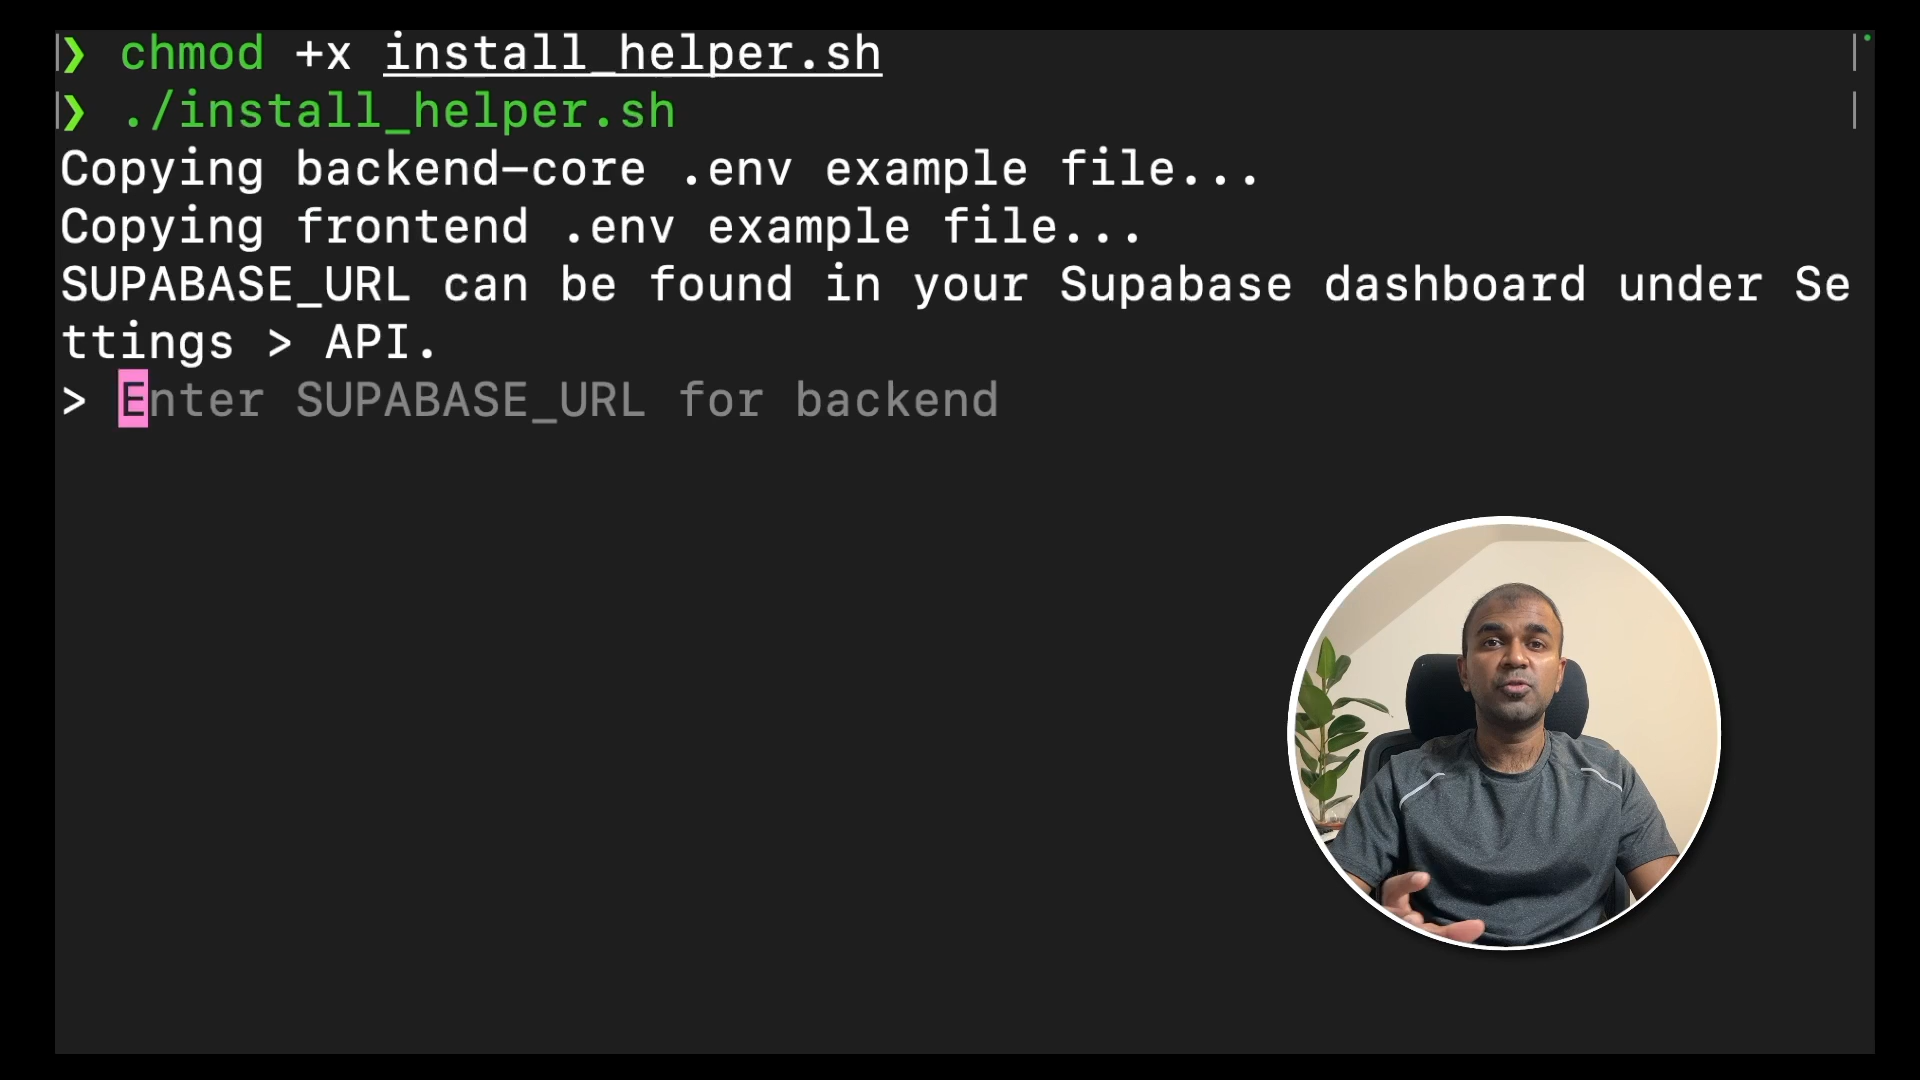 ❯ chmod +x install_helper.sh
❯ ./install_helper.sh
Copying backend-core .env example file...
Copying frontend .env example file...
SUPABASE_URL can be found in your Supabase dashboard under Se
ttings > API.
> Enter SUPABASE_URL for backend